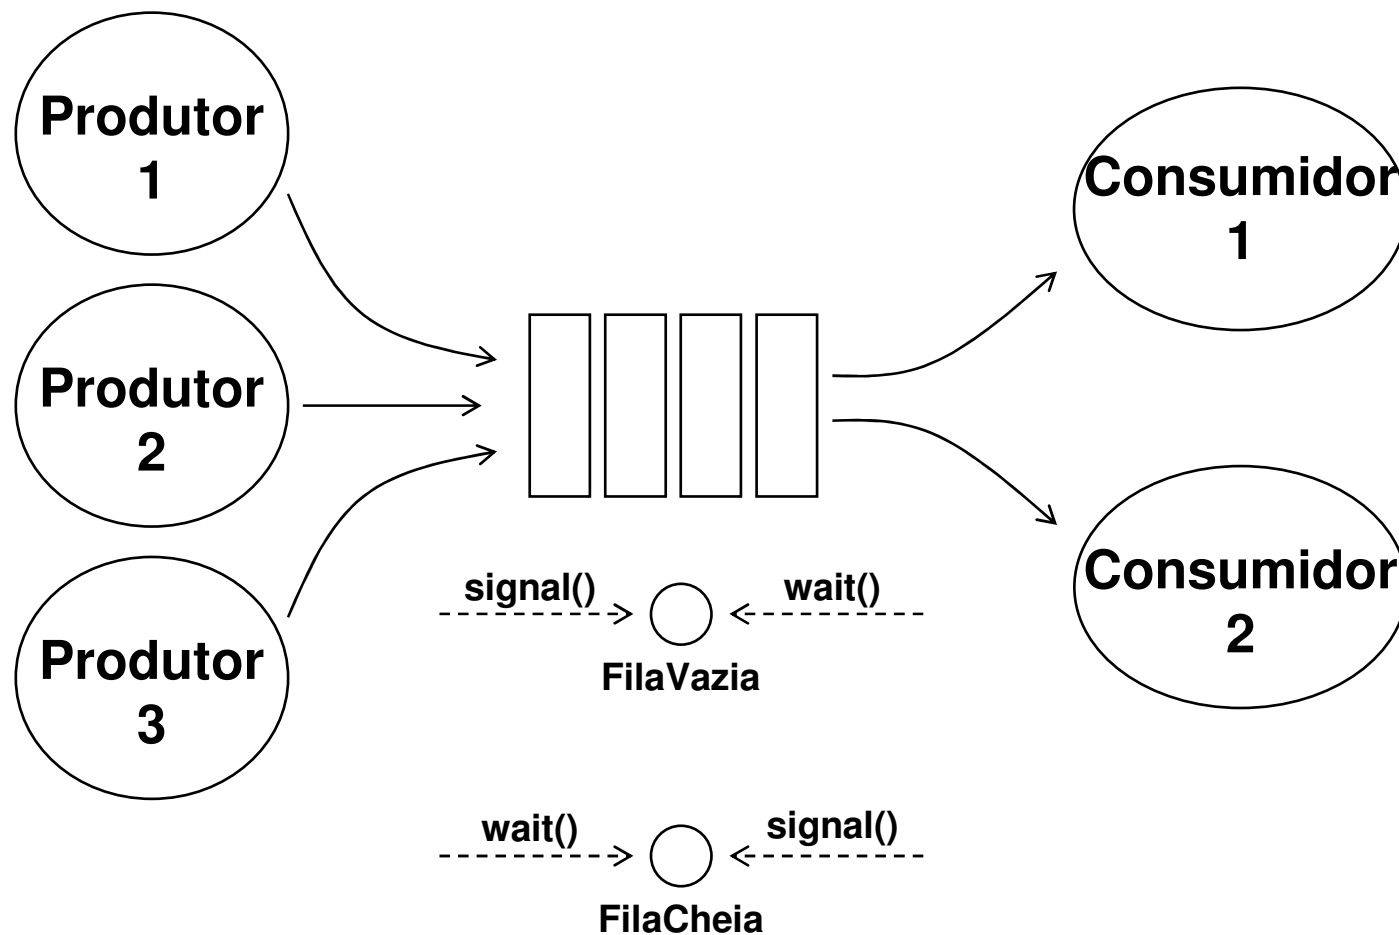 Produtor
1
Produtor
2
Produtor
3
Consumidor
1
Consumidor
2
signal()
wait()
FilaVazia
wait()
signal()
FilaCheia